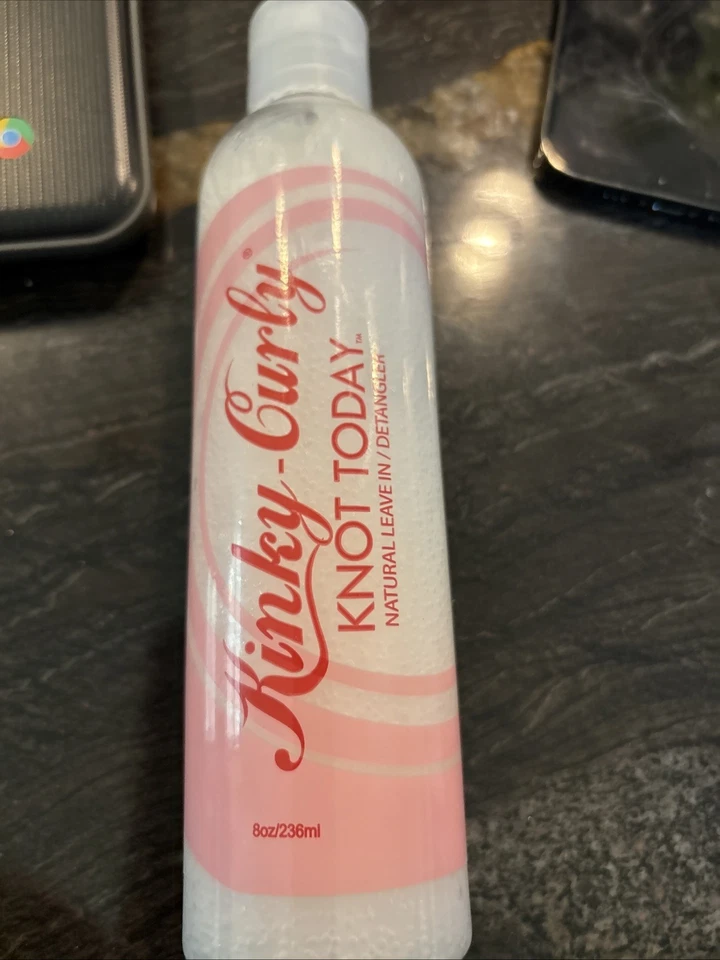 Kinky-Curly®
KNOT TODAY™
NATURAL LEAVE IN / DETANGLER
8oz/236ml